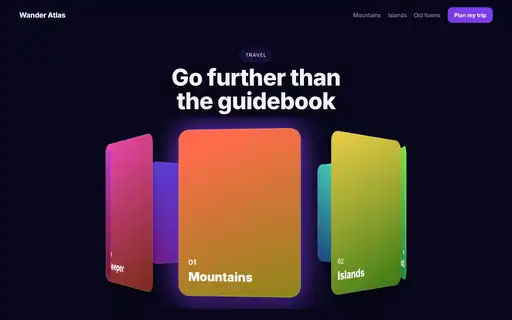 Wander Atlas
Mountains
Islands
Old towns
Plan my trip
TRAVEL
Go further than
the guidebook
01
Mountains
02
Islands